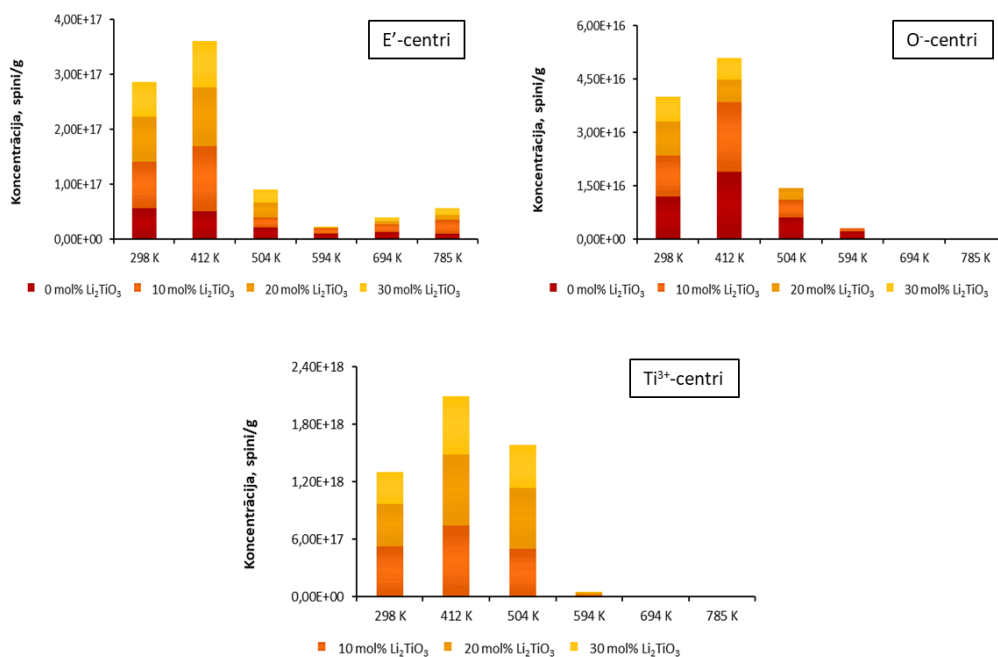 E’-centri
Koncentrācija, spini/g
4,00E+17
3,00E+17
2,00E+17
1,00E+17
0,00E+00
298 K 412 K 504 K 594 K 694 K 785 K
0 mol% Li₂TiO₃ 10 mol% Li₂TiO₃ 20 mol% Li₂TiO₃ 30 mol% Li₂TiO₃
O⁻-centri
Koncentrācija, spini/g
6,00E+16
4,50E+16
3,00E+16
1,50E+16
0,00E+00
298 K 412 K 504 K 594 K 694 K 785 K
0 mol% Li₂TiO₃ 10 mol% Li₂TiO₃ 20 mol% Li₂TiO₃ 30 mol% Li₂TiO₃
Ti³⁺-centri
Koncentrācija, spini/g
2,40E+18
1,80E+18
1,20E+18
6,00E+17
0,00E+00
298 K 412 K 504 K 594 K 694 K 785 K
10 mol% Li₂TiO₃ 20 mol% Li₂TiO₃ 30 mol% Li₂TiO₃